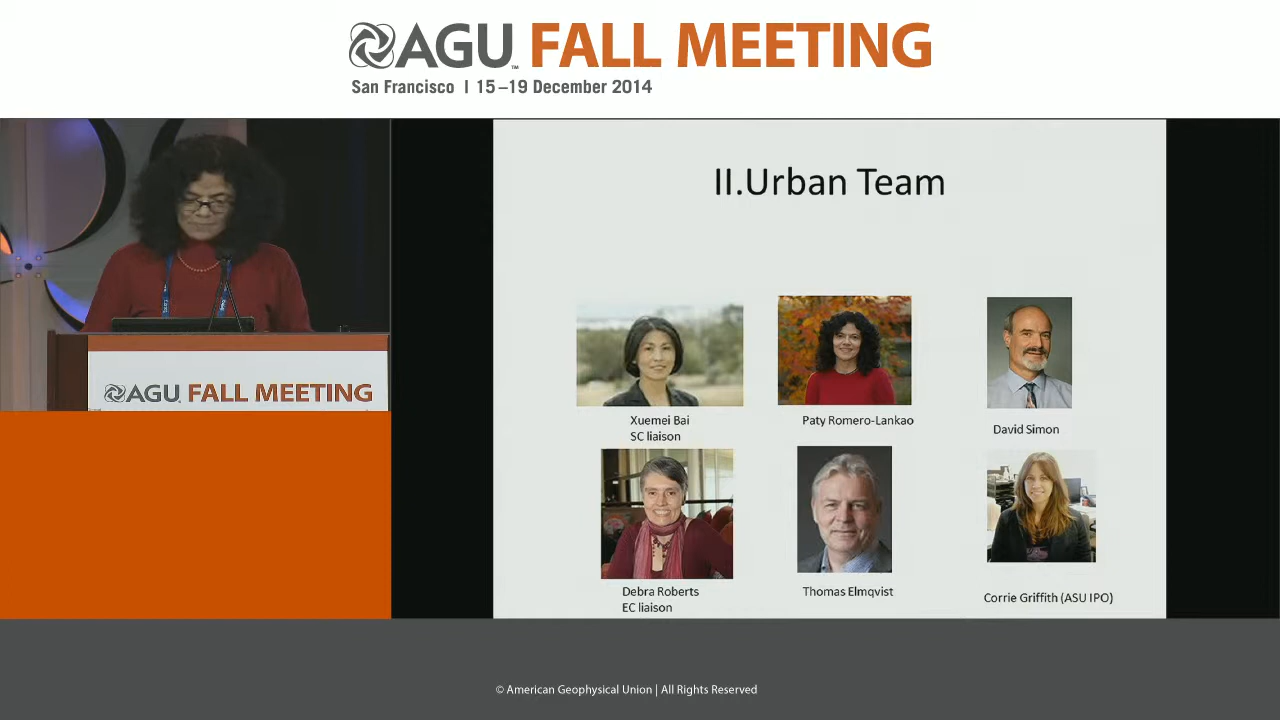 AGU™ FALL MEETING
San Francisco | 15–19 December 2014
II.Urban Team
Xuemei Bai
SC liaison
Paty Romero-Lankao
David Simon
AGU FALL MEETING
Debra Roberts
EC liaison
Thomas Elmqvist
Corrie Griffith (ASU IPO)
© American Geophysical Union | All Rights Reserved